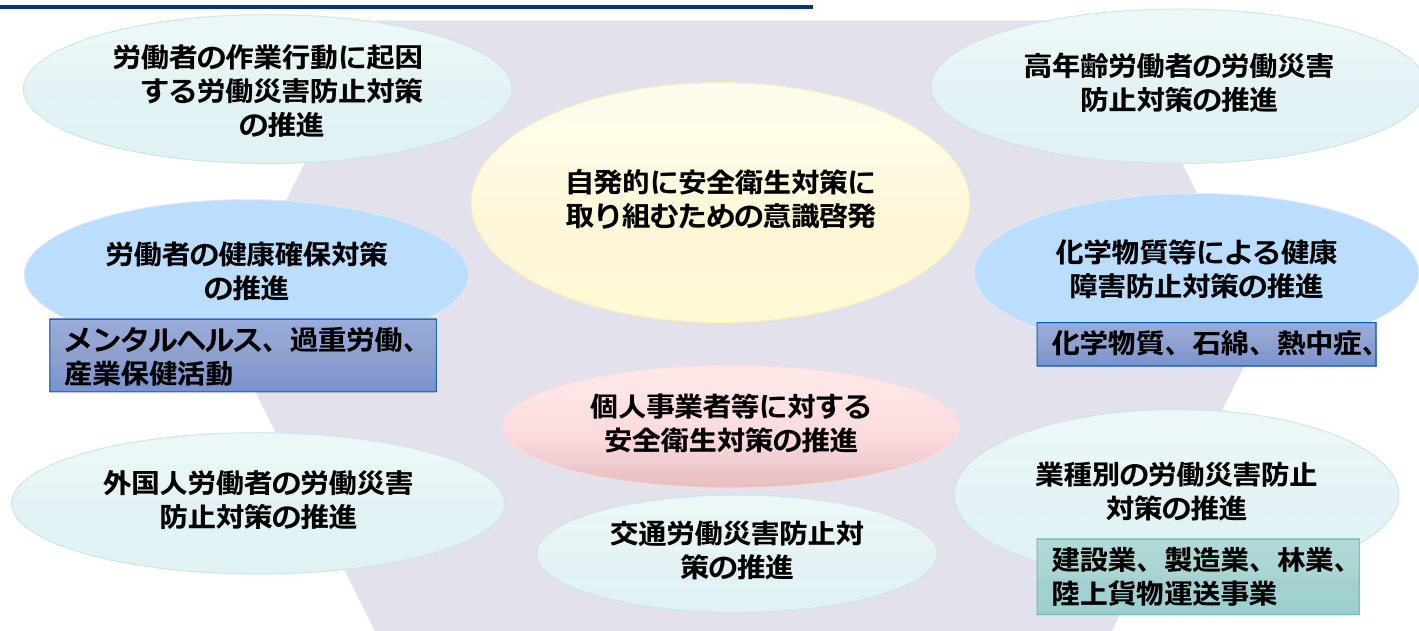 労働者の作業行動に起因
する労働災害防止対策
の推進
高年齢労働者の労働災害
防止対策の推進
自発的に安全衛生対策に
取り組むための意識啓発
労働者の健康確保対策
の推進
メンタルヘルス、過重労働、
産業保健活動
化学物質等による健康
障害防止対策の推進
化学物質、石綿、熱中症、
個人事業者等に対する
安全衛生対策の推進
外国人労働者の労働災害
防止対策の推進
交通労働災害防止対
策の推進
業種別の労働災害防止
対策の推進
建設業、製造業、林業、
陸上貨物運送事業